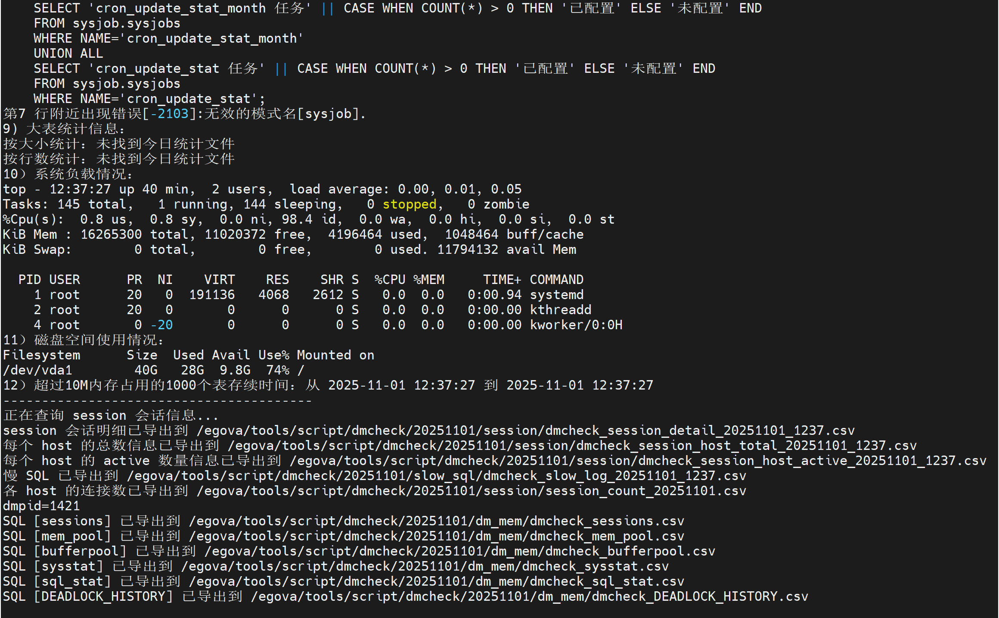 SELECT 'cron_update_stat_month 任务' || CASE WHEN COUNT(*) > 0 THEN '已配置' ELSE '未配置' END
FROM sysjob.sysjobs
WHERE NAME='cron_update_stat_month'
UNION ALL
SELECT 'cron_update_stat 任务' || CASE WHEN COUNT(*) > 0 THEN '已配置' ELSE '未配置' END
FROM sysjob.sysjobs
WHERE NAME='cron_update_stat';
第7 行附近出现错误[-2103]:无效的模式名[sysjob].
9) 大表统计信息：
按大小统计：未找到今日统计文件
按行数统计：未找到今日统计文件
10）系统负载情况：
top - 12:37:27 up 40 min,  2 users,  load average: 0.00, 0.01, 0.05
Tasks: 145 total,   1 running, 144 sleeping,   0 stopped,   0 zombie
%Cpu(s):  0.8 us,  0.8 sy,  0.0 ni, 98.4 id,  0.0 wa,  0.0 hi,  0.0 si,  0.0 st
KiB Mem : 16265300 total, 11020372 free,  4196464 used,  1048464 buff/cache
KiB Swap:        0 total,        0 free,        0 used. 11794132 avail Mem
PID USER      PR  NI    VIRT    RES    SHR S  %CPU %MEM     TIME+ COMMAND
1 root      20   0  191136   4068   2612 S   0.0  0.0   0:00.94 systemd
2 root      20   0       0      0      0 S   0.0  0.0   0:00.00 kthreadd
4 root       0 -20       0      0      0 S   0.0  0.0   0:00.00 kworker/0:0H
11）磁盘空间使用情况：
Filesystem      Size  Used Avail Use% Mounted on
/dev/vda1        40G   28G  9.8G  74% /
12）超过10M内存占用的1000个表存续时间：从 2025-11-01 12:37:27 到 2025-11-01 12:37:27
----------------------------------------
正在查询 session 会话信息...
session 会话明细已导出到 /egova/tools/script/dmcheck/20251101/session/dmcheck_session_detail_20251101_1237.csv
每个 host 的总数信息已导出到 /egova/tools/script/dmcheck/20251101/session/dmcheck_session_host_total_20251101_1237.csv
每个 host 的 active 数量信息已导出到 /egova/tools/script/dmcheck/20251101/session/dmcheck_session_host_active_20251101_1237.csv
慢 SQL 已导出到 /egova/tools/script/dmcheck/20251101/slow_sql/dmcheck_slow_log_20251101_1237.csv
各 host 的连接数已导出到 /egova/tools/script/dmcheck/20251101/session/session_count_20251101.csv
dmpid=1421
SQL [sessions] 已导出到 /egova/tools/script/dmcheck/20251101/dm_mem/dmcheck_sessions.csv
SQL [mem_pool] 已导出到 /egova/tools/script/dmcheck/20251101/dm_mem/dmcheck_mem_pool.csv
SQL [bufferpool] 已导出到 /egova/tools/script/dmcheck/20251101/dm_mem/dmcheck_bufferpool.csv
SQL [sysstat] 已导出到 /egova/tools/script/dmcheck/20251101/dm_mem/dmcheck_sysstat.csv
SQL [sql_stat] 已导出到 /egova/tools/script/dmcheck/20251101/dm_mem/dmcheck_sql_stat.csv
SQL [DEADLOCK_HISTORY] 已导出到 /egova/tools/script/dmcheck/20251101/dm_mem/dmcheck_DEADLOCK_HISTORY.csv